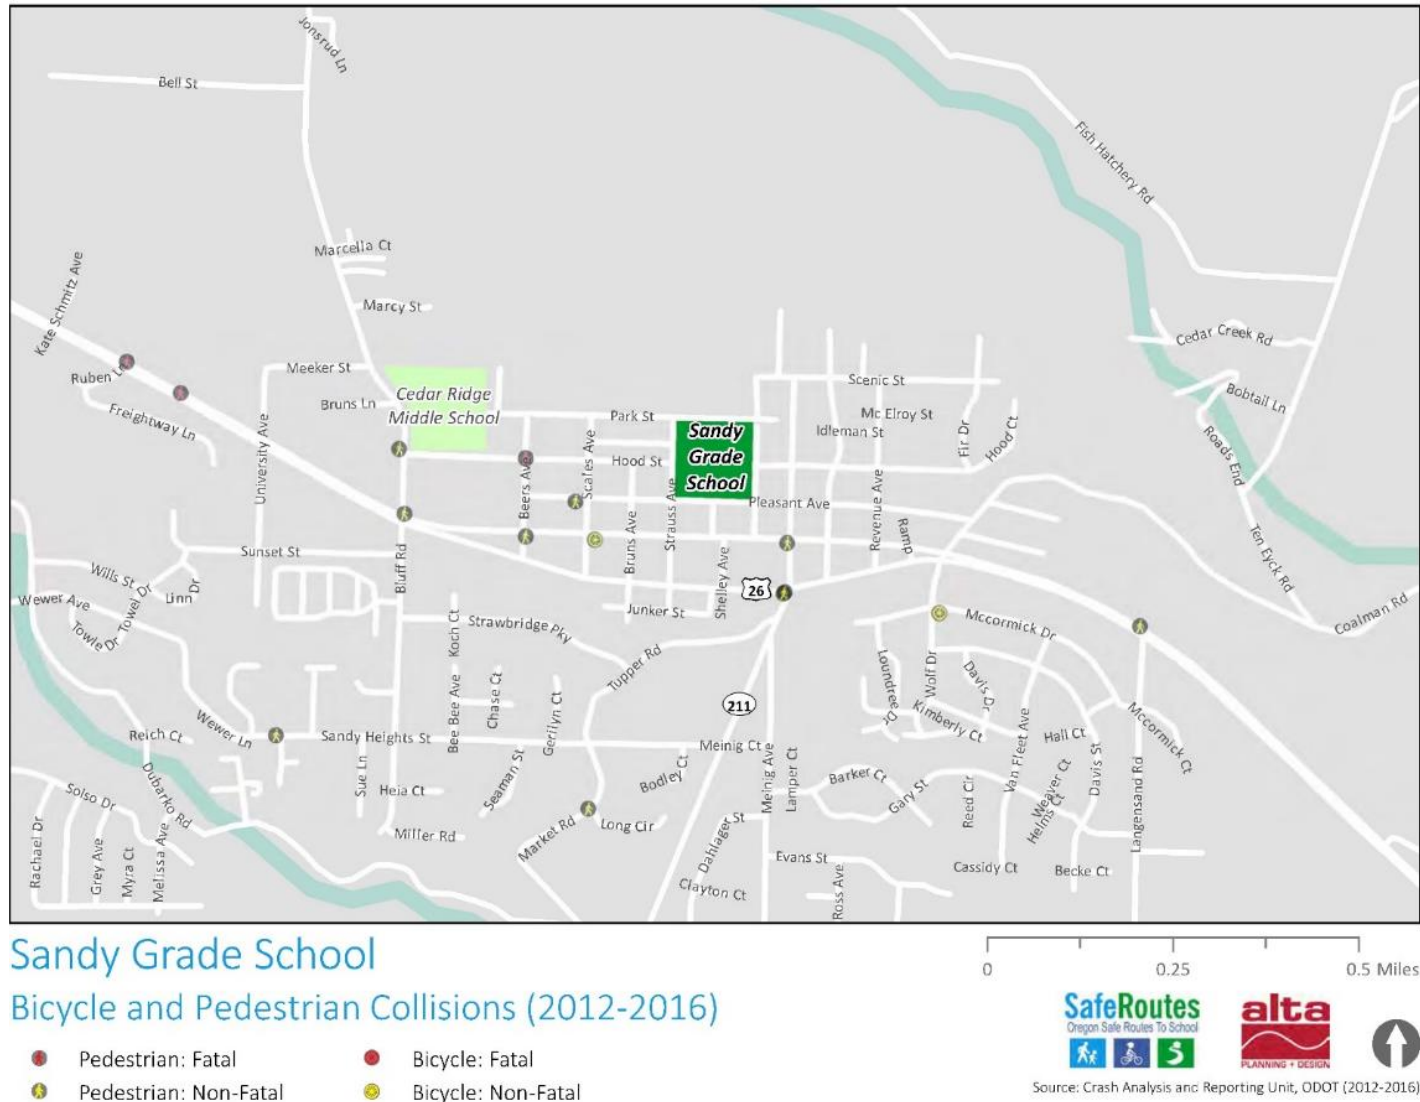 Jonsrud Ln
Bell St
Fish Hatchery Rd
Marcella Ct
Kate Schmitz Ave
Marcy St
Cedar Creek Rd
Ruben Ln
Meeker St
Scenic St
Bobtail Ln
Bruns Ln
Cedar Ridge
Middle School
Park St
Mc Elroy St
Freightway Ln
University Ave
Sandy
Grade
School
Idleman St
Fir Dr
Hood Ct
Roads End
Beers Ave
Scales Ave
Hood St
Pleasant Ave
Strauss Ave
Revenue Ave
Ramp
Bruns Ave
Shelley Ave
Ten Eyck Rd
Sunset St
Bluff Rd
Wills St
Linn Dr
Towel Dr
Wewer Ave
Towle Dr
26
Junker St
Coalman Rd
Koch Ct
Strawbridge Pky
Mccormick Dr
Tupper Rd
Loundree Dr
Wolf Dr
Davis Dr
Bee Bee Ave
Chase Ct
Gerilyn Ct
211
Kimberly Ct
Van Fleet Ave
Hall Ct
Mccormick Ct
Wewer Ln
Reich Ct
Sandy Heights St
Meinig Ct
Dubarko Rd
Sue Ln
Seaman St
Bodley Ct
Meinig Ave
Lamper Ct
Barker Ct
Gary St
Reed Cir
Weaver Ct
Helms Ct
Davis St
Langensand Rd
Solso Dr
Heia Ct
Miller Rd
Market Rd
Long Cir
Dahlager St
Rachael Dr
Grey Ave
Myra Ct
Melissa Ave
Evans St
Clayton Ct
Ross Ave
Cassidy Ct
Becke Ct
Sandy Grade School
Bicycle and Pedestrian Collisions (2012-2016)
0 0.25 0.5 Miles
Pedestrian: Fatal
Bicycle: Fatal
Pedestrian: Non-Fatal
Bicycle: Non-Fatal
SafeRoutes
Oregon Safe Routes To School
alta
PLANNING + DESIGN
Source: Crash Analysis and Reporting Unit, ODOT (2012-2016)